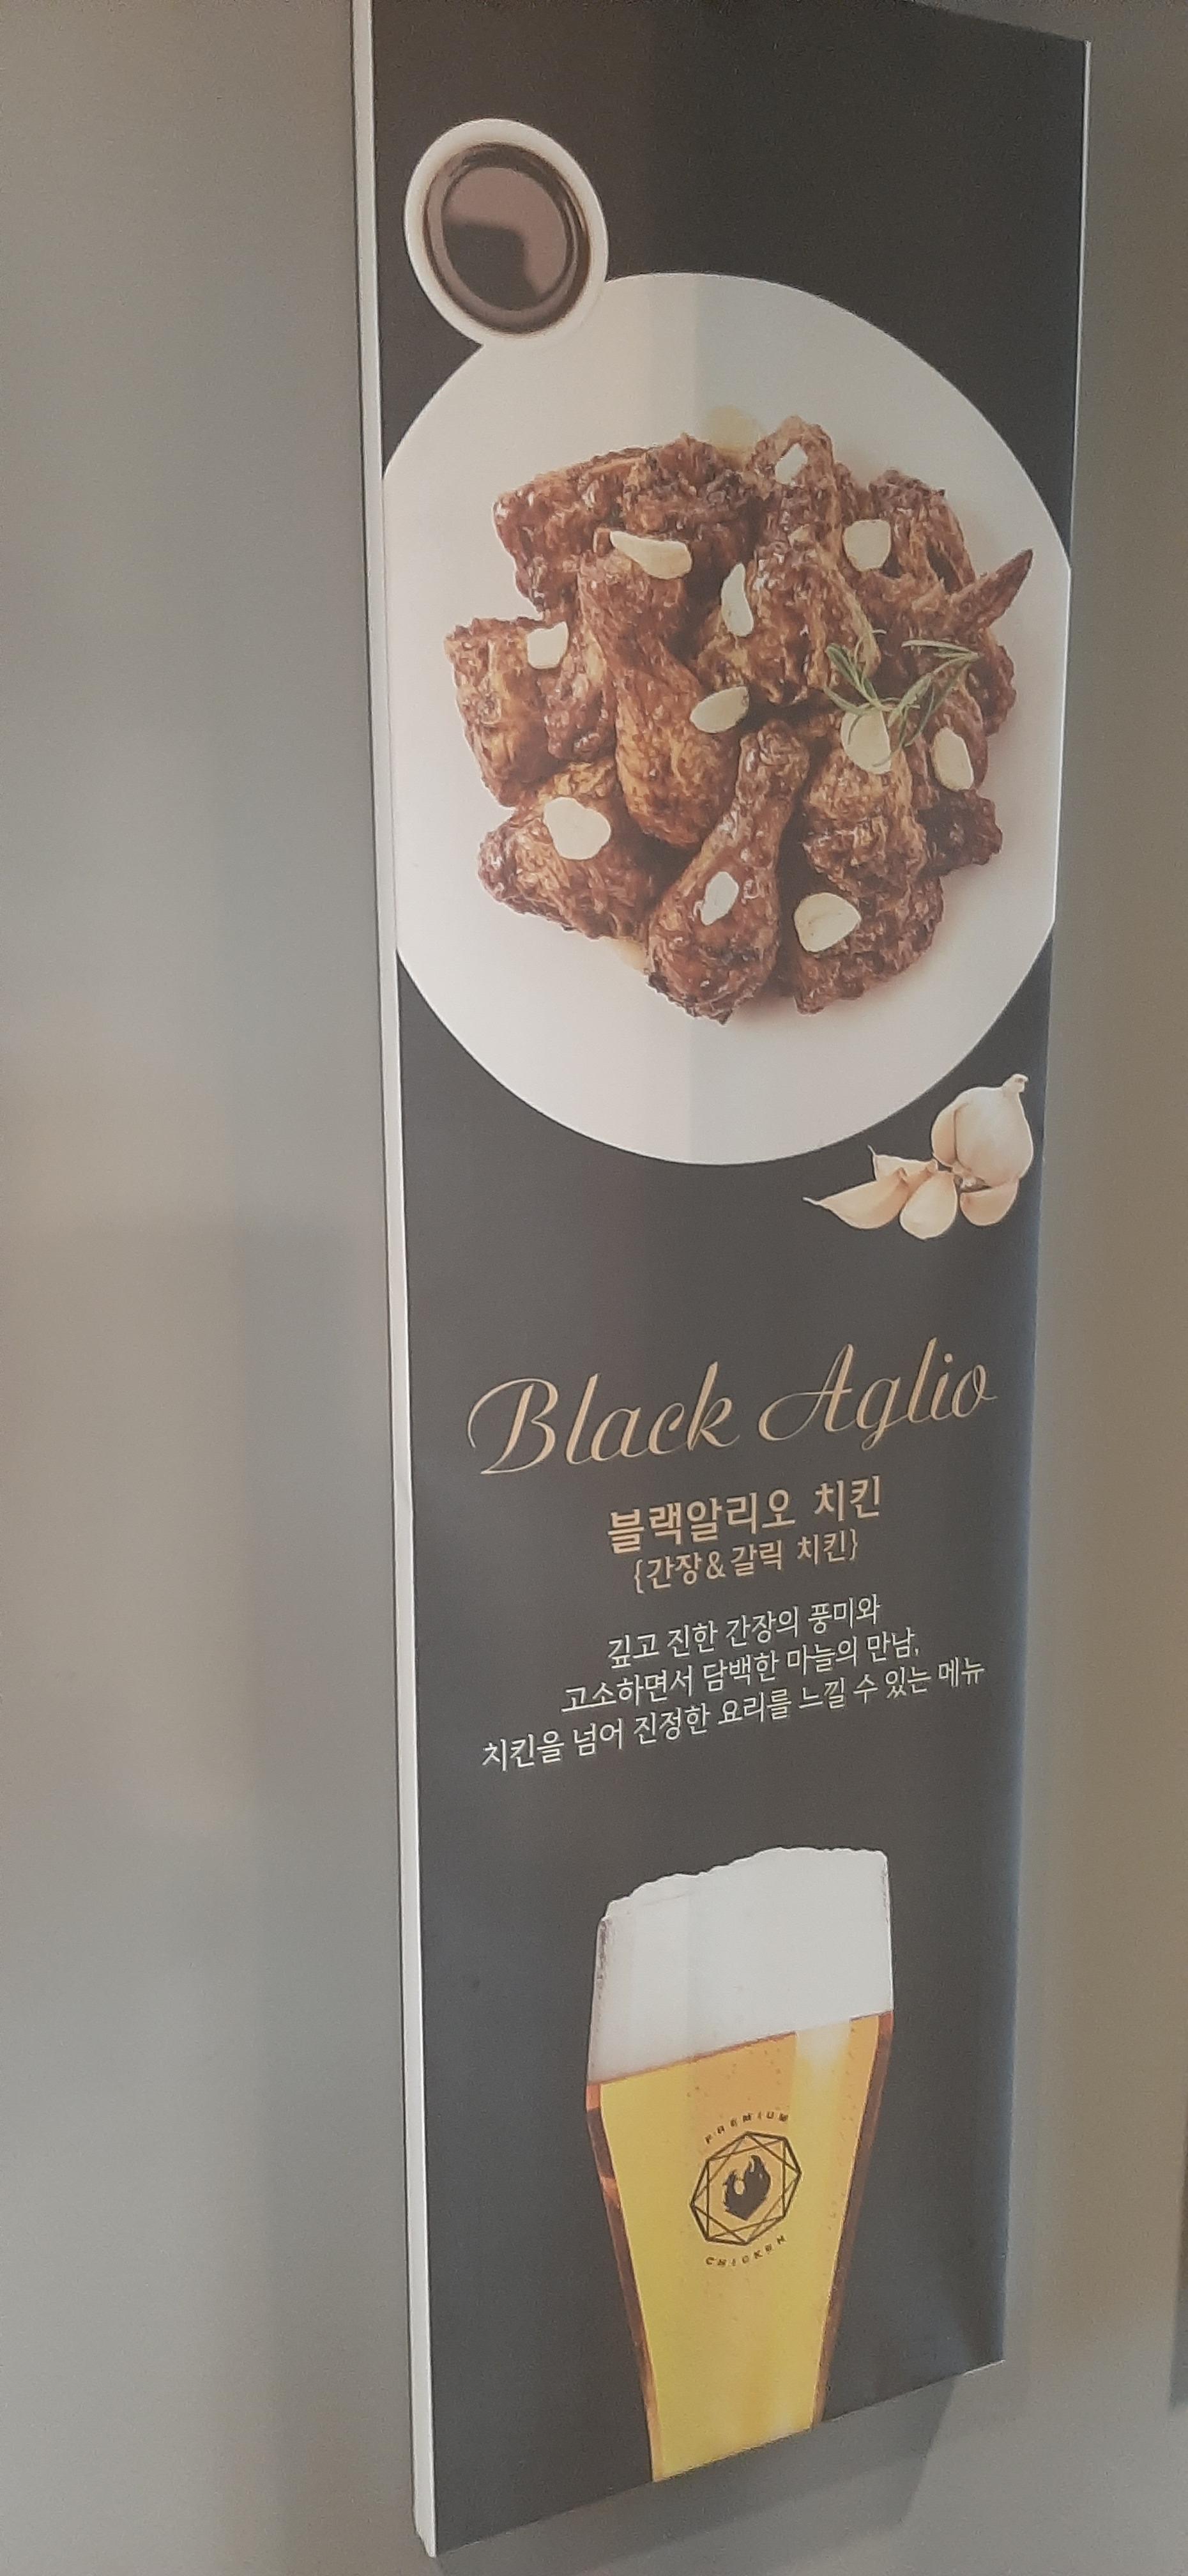 Black Aglio
블랙알리오 치킨
{간장&갈릭 치킨}
깊고 진한 간장의 풍미와
고소하면서 담백한 마늘의 만남,
치킨을 넘어 진정한 요리를 느낄 수 있는 메뉴
PREMIUM
CHICKEN